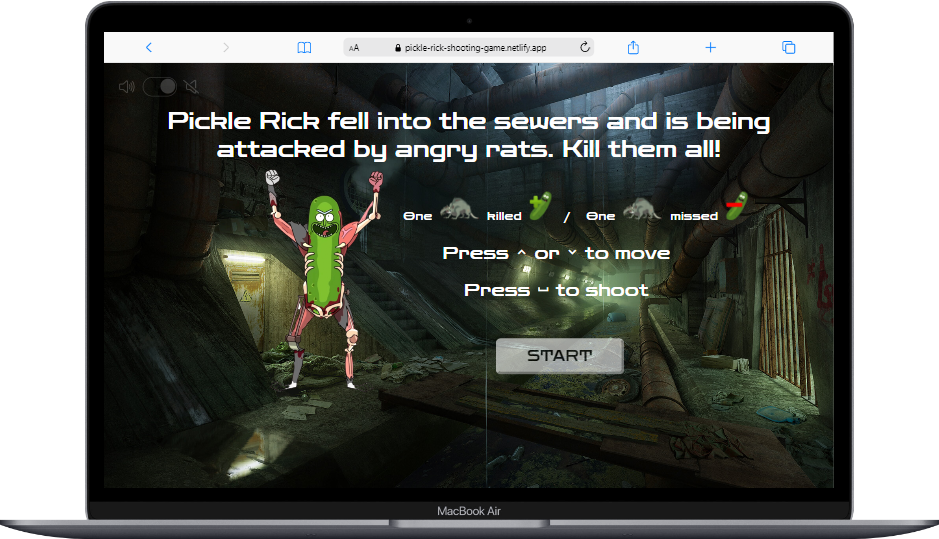 AA pickle-rick-shooting-game.netlify.app
Pickle Rick fell into the sewers and is being
attacked by angry rats. Kill them all!
One killed / One missed
Press ^ or ⌄ to move
Press ⎵ to shoot
START
MacBook Air